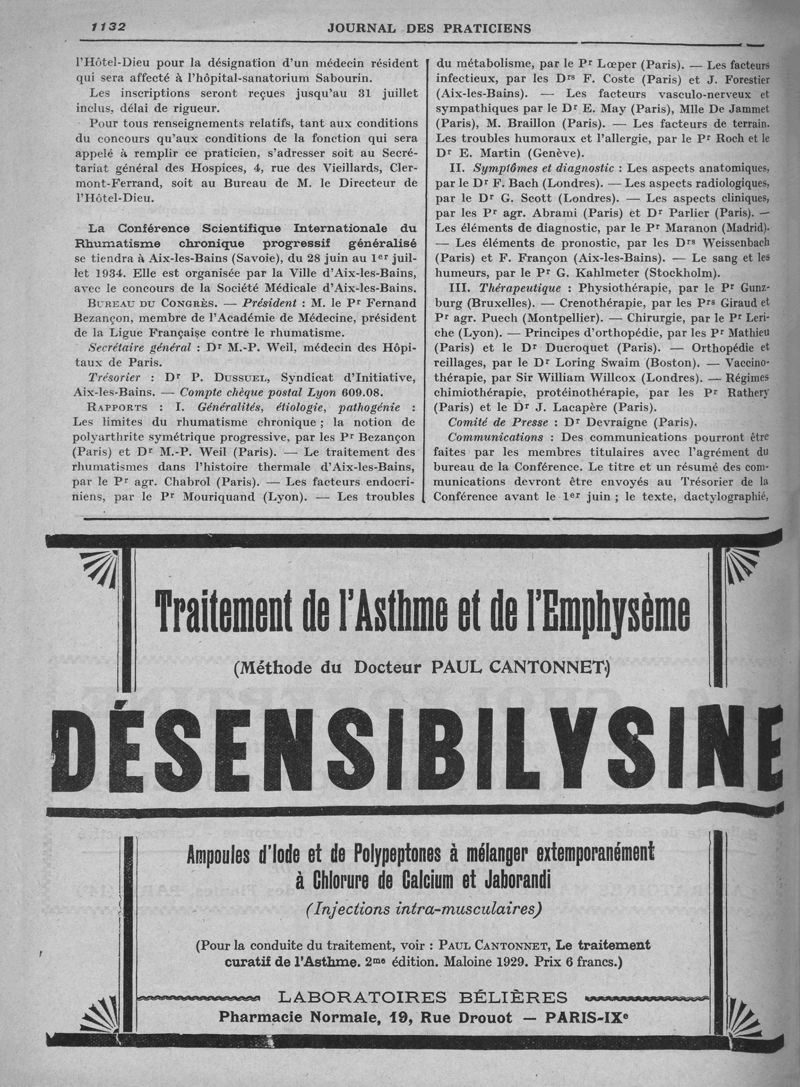 1132
JOURNAL DES PRATICIENS
l'Hôtel-Dieu pour la désignation d'un médecin résident
qui sera affecté à l'hôpital-sanatorium Sabourin.
Les inscriptions seront reçues jusqu'au 31 juillet
inclus, délai de rigueur.
Pour tous renseignements relatifs, tant aux conditions
du concours qu'aux conditions de la fonction qui sera
appelé à remplir ce praticien, s'adresser soit au Secré-
tariat général des Hospices, 4, rue des Vieillards, Cler-
mont-Ferrand, soit au Bureau de M. le Directeur de
l'Hôtel-Dieu.
La Conférence Scientifique Internationale du
Rhumatisme chronique progressif généralisé
se tiendra à Aix-les-Bains (Savoie), du 28 juin au 1er juil-
let 1934. Elle est organisée par la Ville d'Aix-les-Bains,
avec le concours de la Société Médicale d'Aix-les-Bains.
BUREAU DU CONGRÈS. — Président : M. le Pr Fernand
Bezançon, membre de l'Académie de Médecine, président
de la Ligue Française contre le rhumatisme.
Secrétaire général : Dr M.-P. Weil, médecin des Hôpi-
taux de Paris.
Trésorier : Dr P. DUSSUEL, Syndicat d'Initiative,
Aix-les-Bains. — Compte chèque postal Lyon 609.08.
RAPPORTS : I. Généralités, étiologie, pathogénie :
Les limites du rhumatisme chronique ; la notion de
polyarthrite symétrique progressive, par les Pr Bezançon
(Paris) et Dr M.-P. Weil (Paris). — Le traitement des
rhumatismes dans l'histoire thermale d'Aix-les-Bains,
par le Pr agr. Chabrol (Paris). — Les facteurs endocri-
niens, par le Pr Mouriquand (Lyon). — Les troubles
du métabolisme, par le Pr Lœper (Paris). — Les facteurs
infectieux, par les Drs F. Coste (Paris) et J. Forestier
(Aix-les-Bains). — Les facteurs vasculo-nerveux et
sympathiques par le Dr E. May (Paris), Mlle De Jammet
(Paris), M. Braillon (Paris). — Les facteurs de terrain.
Les troubles humoraux et l'allergie, par le Pr Roch et le
Dr E. Martin (Genève).
II. Symptômes et diagnostic : Les aspects anatomiques,
par le Dr F. Bach (Londres). — Les aspects radiologiques,
par le Dr G. Scott (Londres). — Les aspects cliniques,
par les Pr agr. Abrami (Paris) et Dr Parlier (Paris). —
Les éléments de diagnostic, par le Pr Maranon (Madrid).
— Les éléments de pronostic, par les Drs Weissenbach
(Paris) et F. Françon (Aix-les-Bains). — Le sang et les
humeurs, par le Pr G. Kahlmeter (Stockholm).
III. Thérapeutique : Physiothérapie, par le Pr Gunz-
burg (Bruxelles). — Crenothérapie, par les Prs Giraud et
Pr agr. Puech (Montpellier). — Chirurgie, par le Pr Leri-
che (Lyon). — Principes d'orthopédie, par les Pr Mathieu
(Paris) et le Dr Ducroquet (Paris). — Orthopédie et
reillages, par le Dr Loring Swaim (Boston). — Vaccino-
thérapie, par Sir William Willcox (Londres). — Régimes
chimiothérapie, protéinothérapie, par les Pr Rathery
(Paris) et le Dr J. Lacapère (Paris).
Comité de Presse : Dr Devraigne (Paris).
Communications : Des communications pourront être
faites par les membres titulaires avec l'agrément du
bureau de la Conférence. Le titre et un résumé des com-
munications devront être envoyés au Trésorier de la
Conférence avant le 1er juin ; le texte, dactylographié,
Traitement de l'Asthme et de l'Emphysème
(Méthode du Docteur PAUL CANTONNET)
DÉSENSIBILYSINE
Ampoules d'Iode et de Polypeptones à mélanger extemporanément
à Chlorure de Calcium et Jaborandi
(Injections intra-musculaires)
(Pour la conduite du traitement, voir : PAUL CANTONNET, Le traitement
curatif de l'Asthme. 2me édition. Maloine 1929. Prix 6 francs.)
LABORATOIRES BÉLIÈRES
Pharmacie Normale, 19, Rue Drouot — PARIS-IXe